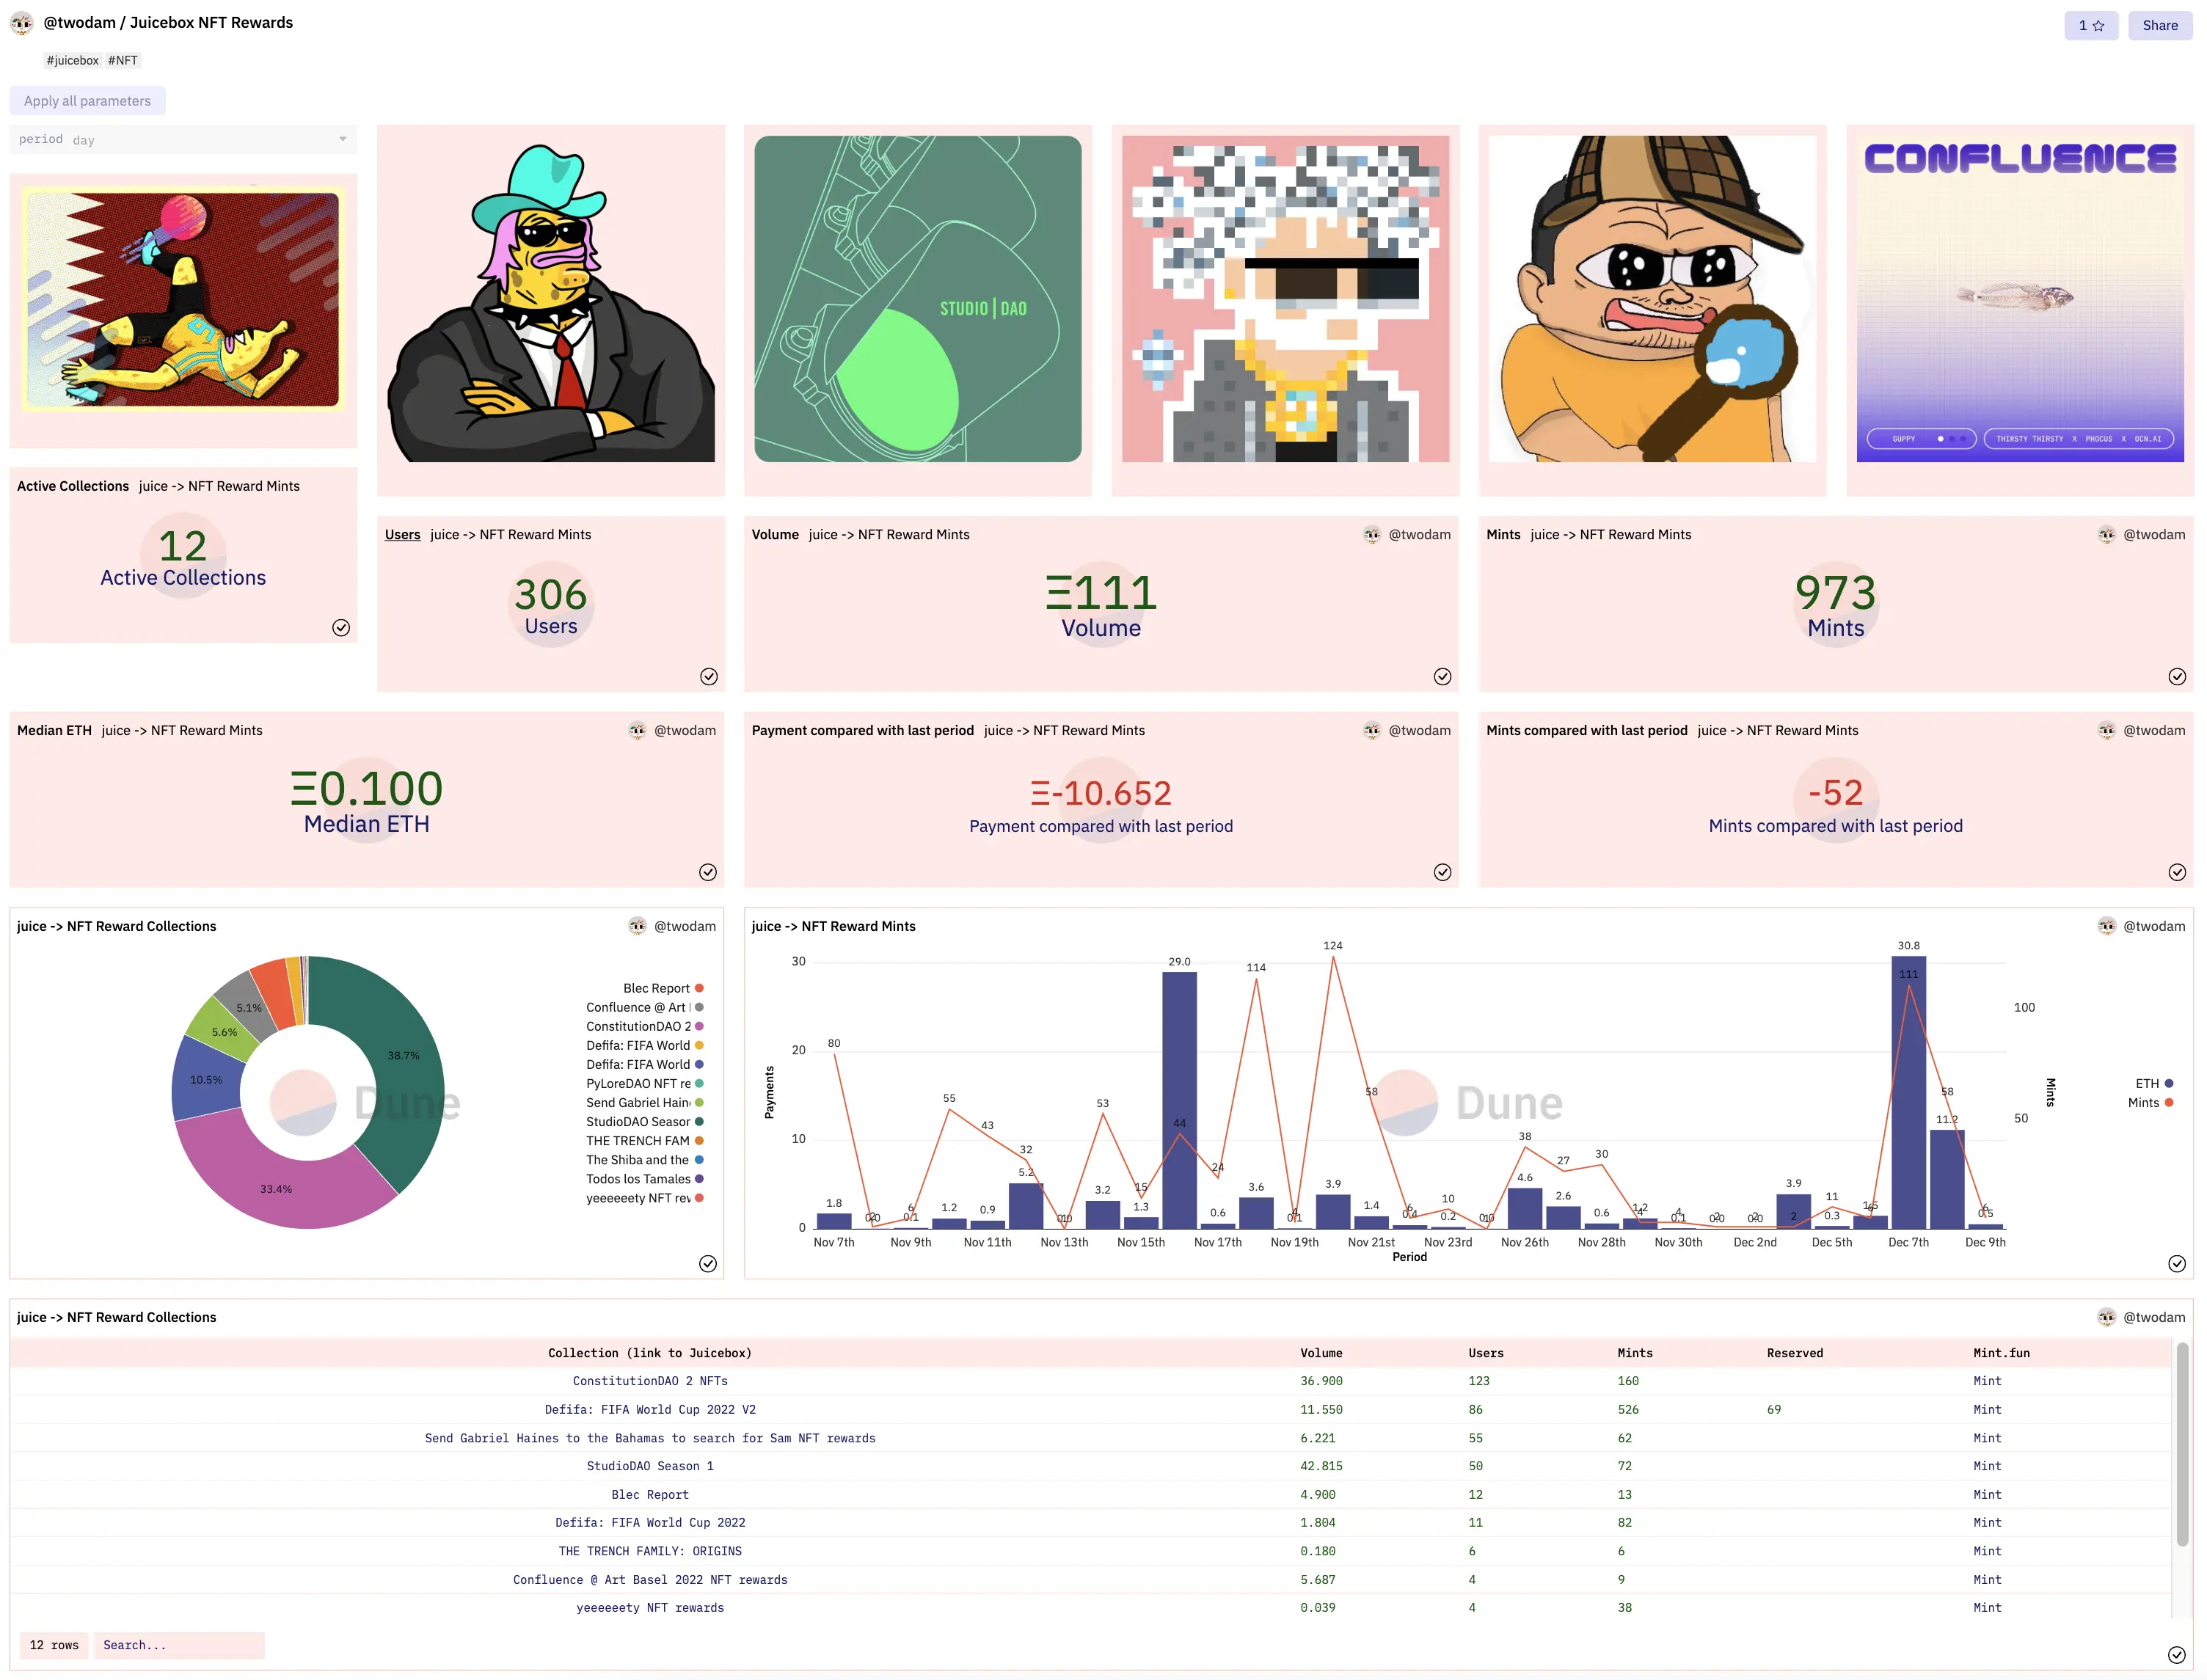 @twodam / Juicebox NFT Rewards
1
Share
#juicebox #NFT
Apply all parameters
period day
STUDIO | DAO
CONFLUENCE
GUPPY
THIRSTY THIRSTY X PHOCUS X OCN.AI
Active Collections juice -> NFT Reward Mints
12
Active Collections
Users juice -> NFT Reward Mints
306
Users
Volume juice -> NFT Reward Mints
@twodam
Ξ111
Volume
Mints juice -> NFT Reward Mints
@twodam
973
Mints
Median ETH juice -> NFT Reward Mints
@twodam
Ξ0.100
Median ETH
Payment compared with last period juice -> NFT Reward Mints
@twodam
Ξ-10.652
Payment compared with last period
Mints compared with last period juice -> NFT Reward Mints
@twodam
-52
Mints compared with last period
juice -> NFT Reward Collections
@twodam
38.7%
33.4%
10.5%
5.6%
5.1%
Dune
Blec Report
Confluence @ Art
ConstitutionDAO 2
Defifa: FIFA World
Defifa: FIFA World
PyLoreDAO NFT re
Send Gabriel Hain
StudioDAO Season
THE TRENCH FAM
The Shiba and the
Todos los Tamales
yeeeeeety NFT rev
juice -> NFT Reward Mints
@twodam
Payments
30
20
10
0
80
55
43
32
53
15
44
24
114
124
58
10
38
27
30
11
111
58
1.8
0.1
1.2
0.9
5.2
3.2
1.3
29.0
0.6
3.6
0.1
3.9
1.4
0.4
0.2
4.6
2.6
0.6
1.2
0.1
3.9
2
0.3
30.8
11.2
0.5
Dune
100
50
Mints
ETH
Mints
Nov 7th Nov 9th Nov 11th Nov 13th Nov 15th Nov 17th Nov 19th Nov 21st Nov 23rd Nov 26th Nov 28th Nov 30th Dec 2nd Dec 5th Dec 7th Dec 9th
Period
juice -> NFT Reward Collections
@twodam
Collection (link to Juicebox) Volume Users Mints Reserved Mint.fun
ConstitutionDAO 2 NFTs 36.900 123 160 Mint
Defifa: FIFA World Cup 2022 V2 11.550 86 526 69 Mint
Send Gabriel Haines to the Bahamas to search for Sam NFT rewards 6.221 55 62 Mint
StudioDAO Season 1 42.815 50 72 Mint
Blec Report 4.900 12 13 Mint
Defifa: FIFA World Cup 2022 1.804 11 82 Mint
THE TRENCH FAMILY: ORIGINS 0.180 6 6 Mint
Confluence @ Art Basel 2022 NFT rewards 5.687 4 9 Mint
yeeeeeety NFT rewards 0.039 4 38 Mint
12 rows
Search...